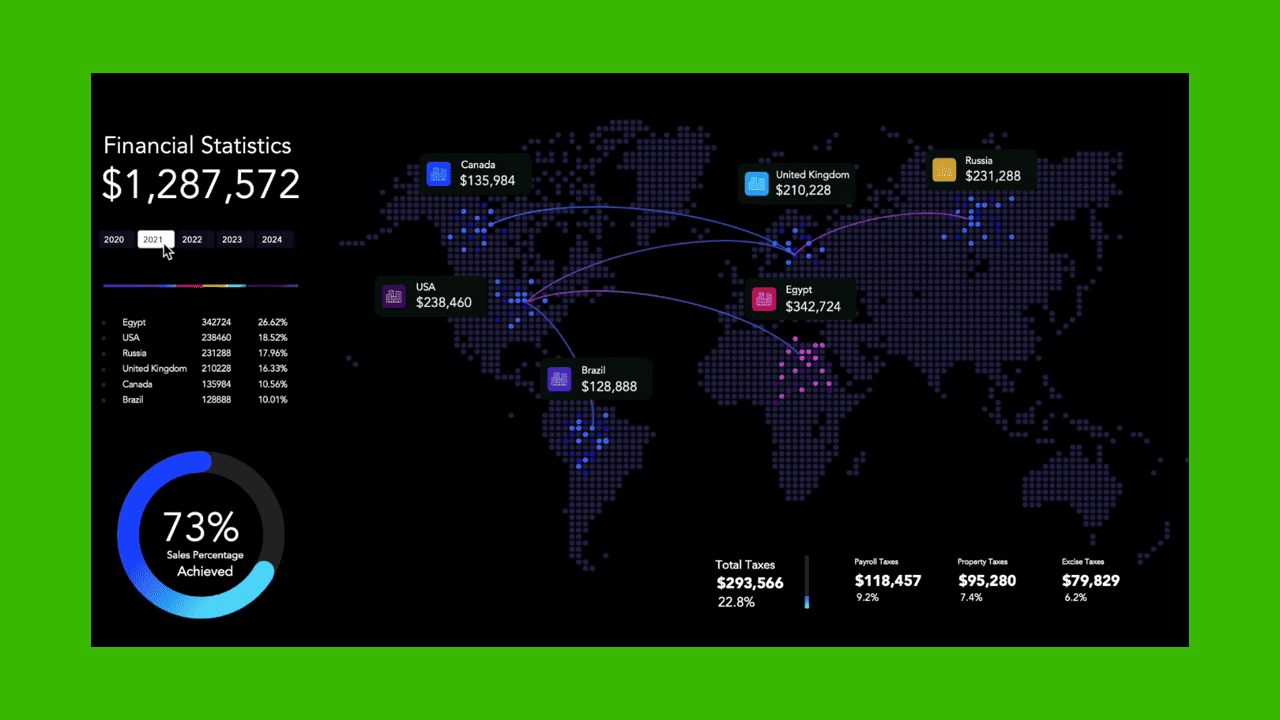 Financial Statistics
$1,287,572
2020 2021 2022 2023 2024
Egypt 342724 26.62%
USA 238460 18.52%
Russia 231288 17.96%
United Kingdom 210228 16.33%
Canada 135984 10.56%
Brazil 128888 10.01%
73%
Sales Percentage
Achieved
Canada
$135,984
United Kingdom
$210,228
Russia
$231,288
USA
$238,460
Egypt
$342,724
Brazil
$128,888
Total Taxes
$293,566
22.8%
Payroll Taxes
$118,457
9.2%
Property Taxes
$95,280
7.4%
Excise Taxes
$79,829
6.2%